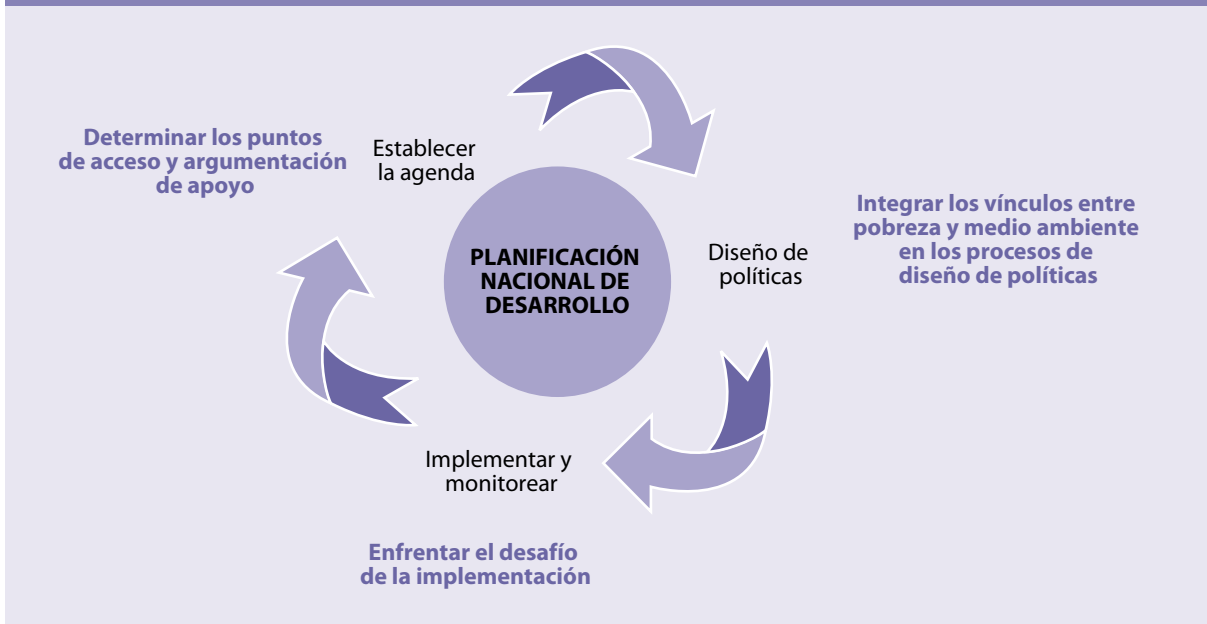 Determinar los puntos
de acceso y argumentación
de apoyo
Establecer
la agenda
PLANIFICACIÓN
NACIONAL DE
DESARROLLO
Diseño de
políticas
Integrar los vínculos entre
pobreza y medio ambiente
en los procesos de
diseño de políticas
Implementar y
monitorear
Enfrentar el desafío
de la implementación